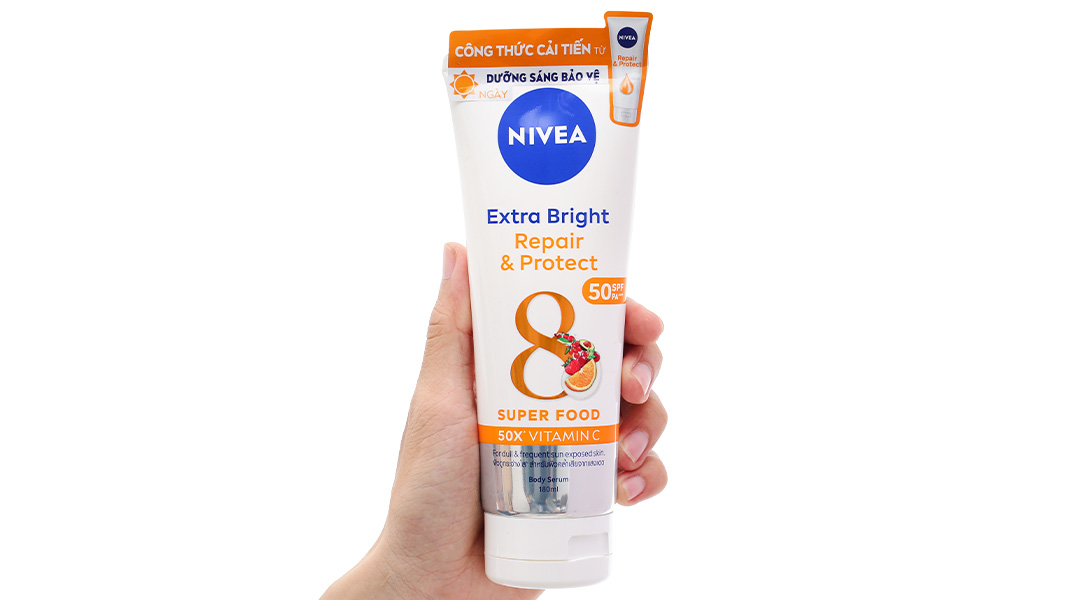 CÔNG THỨC CẢI TIẾN TỪ
NIVEA
Repair
& Protect
DƯỠNG SÁNG BẢO VỆ
NGÀY
NIVEA
Extra Bright
Repair
& Protect
50 SPF
PA+++
8
SUPER FOOD
50X* VITAMIN C
For dull & frequent sun exposed skin.
Body Serum
180ml